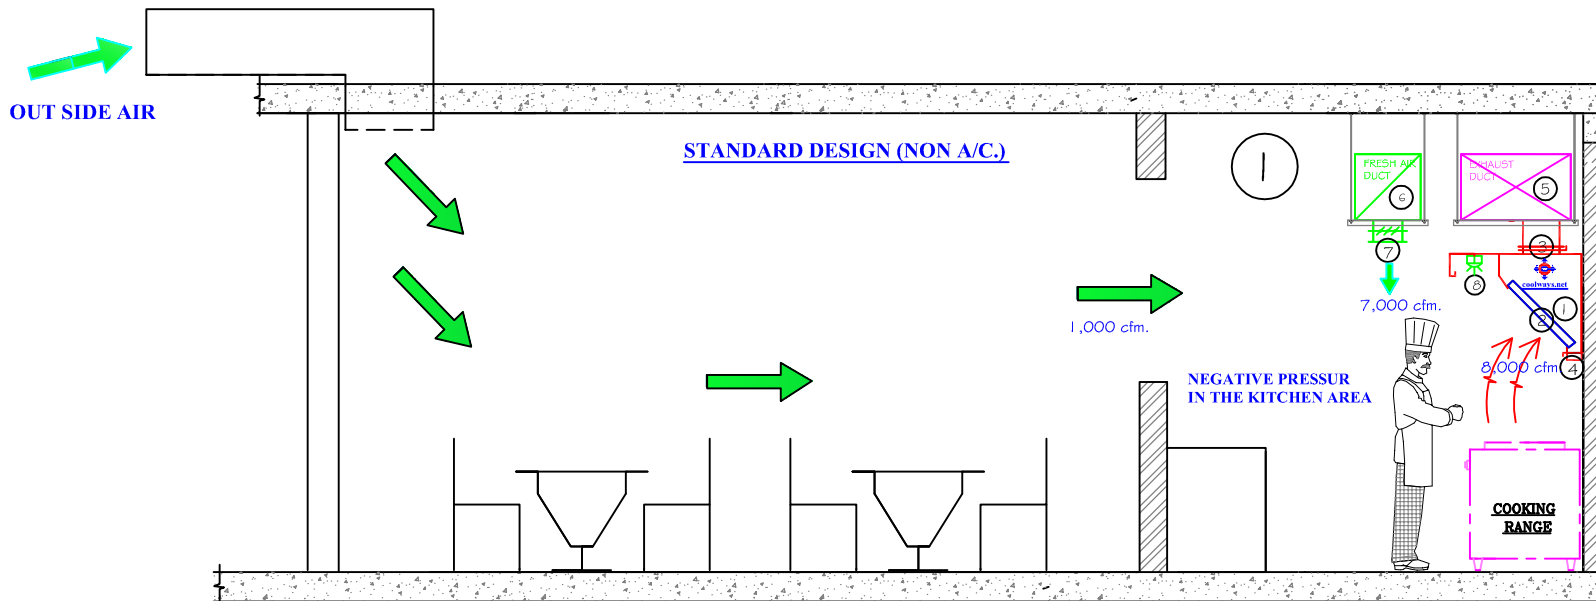 OUT SIDE AIR
STANDARD DESIGN (NON A/C.)
1
FRESH AIR
DUCT
6
EXHAUST
DUCT
5
7
3
8
coolways.net
1
2
4
7,000 cfm.
1,000 cfm.
8,000 cfm
NEGATIVE PRESSUR
IN THE KITCHEN AREA
COOKING
RANGE